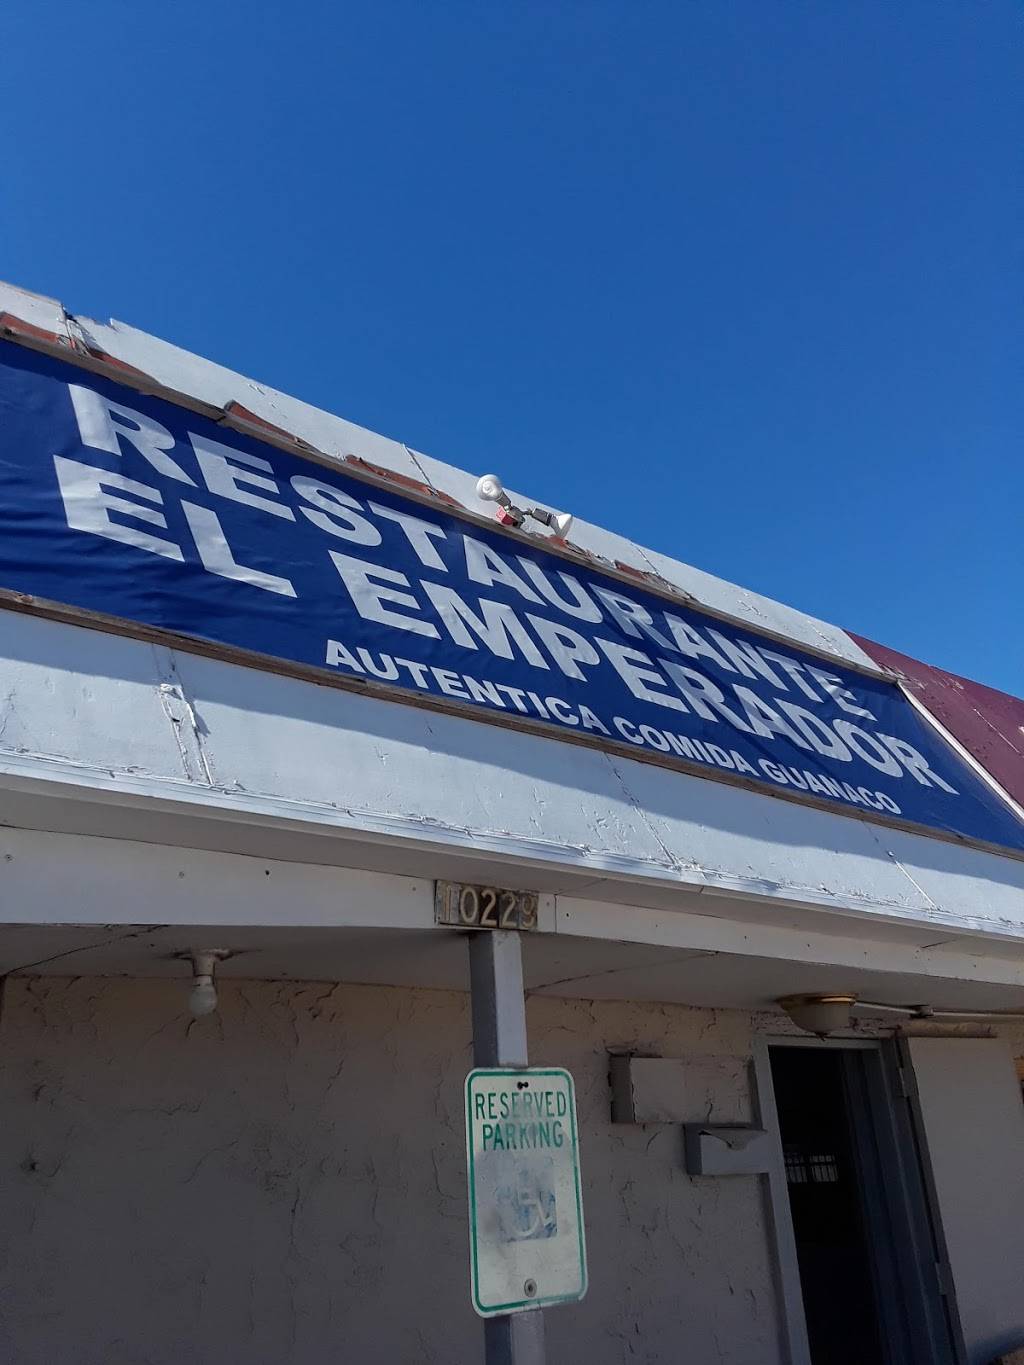 RESTAURANTE
EL EMPERADOR
AUTENTICA COMIDA GUANACO
10229
RESERVED
PARKING